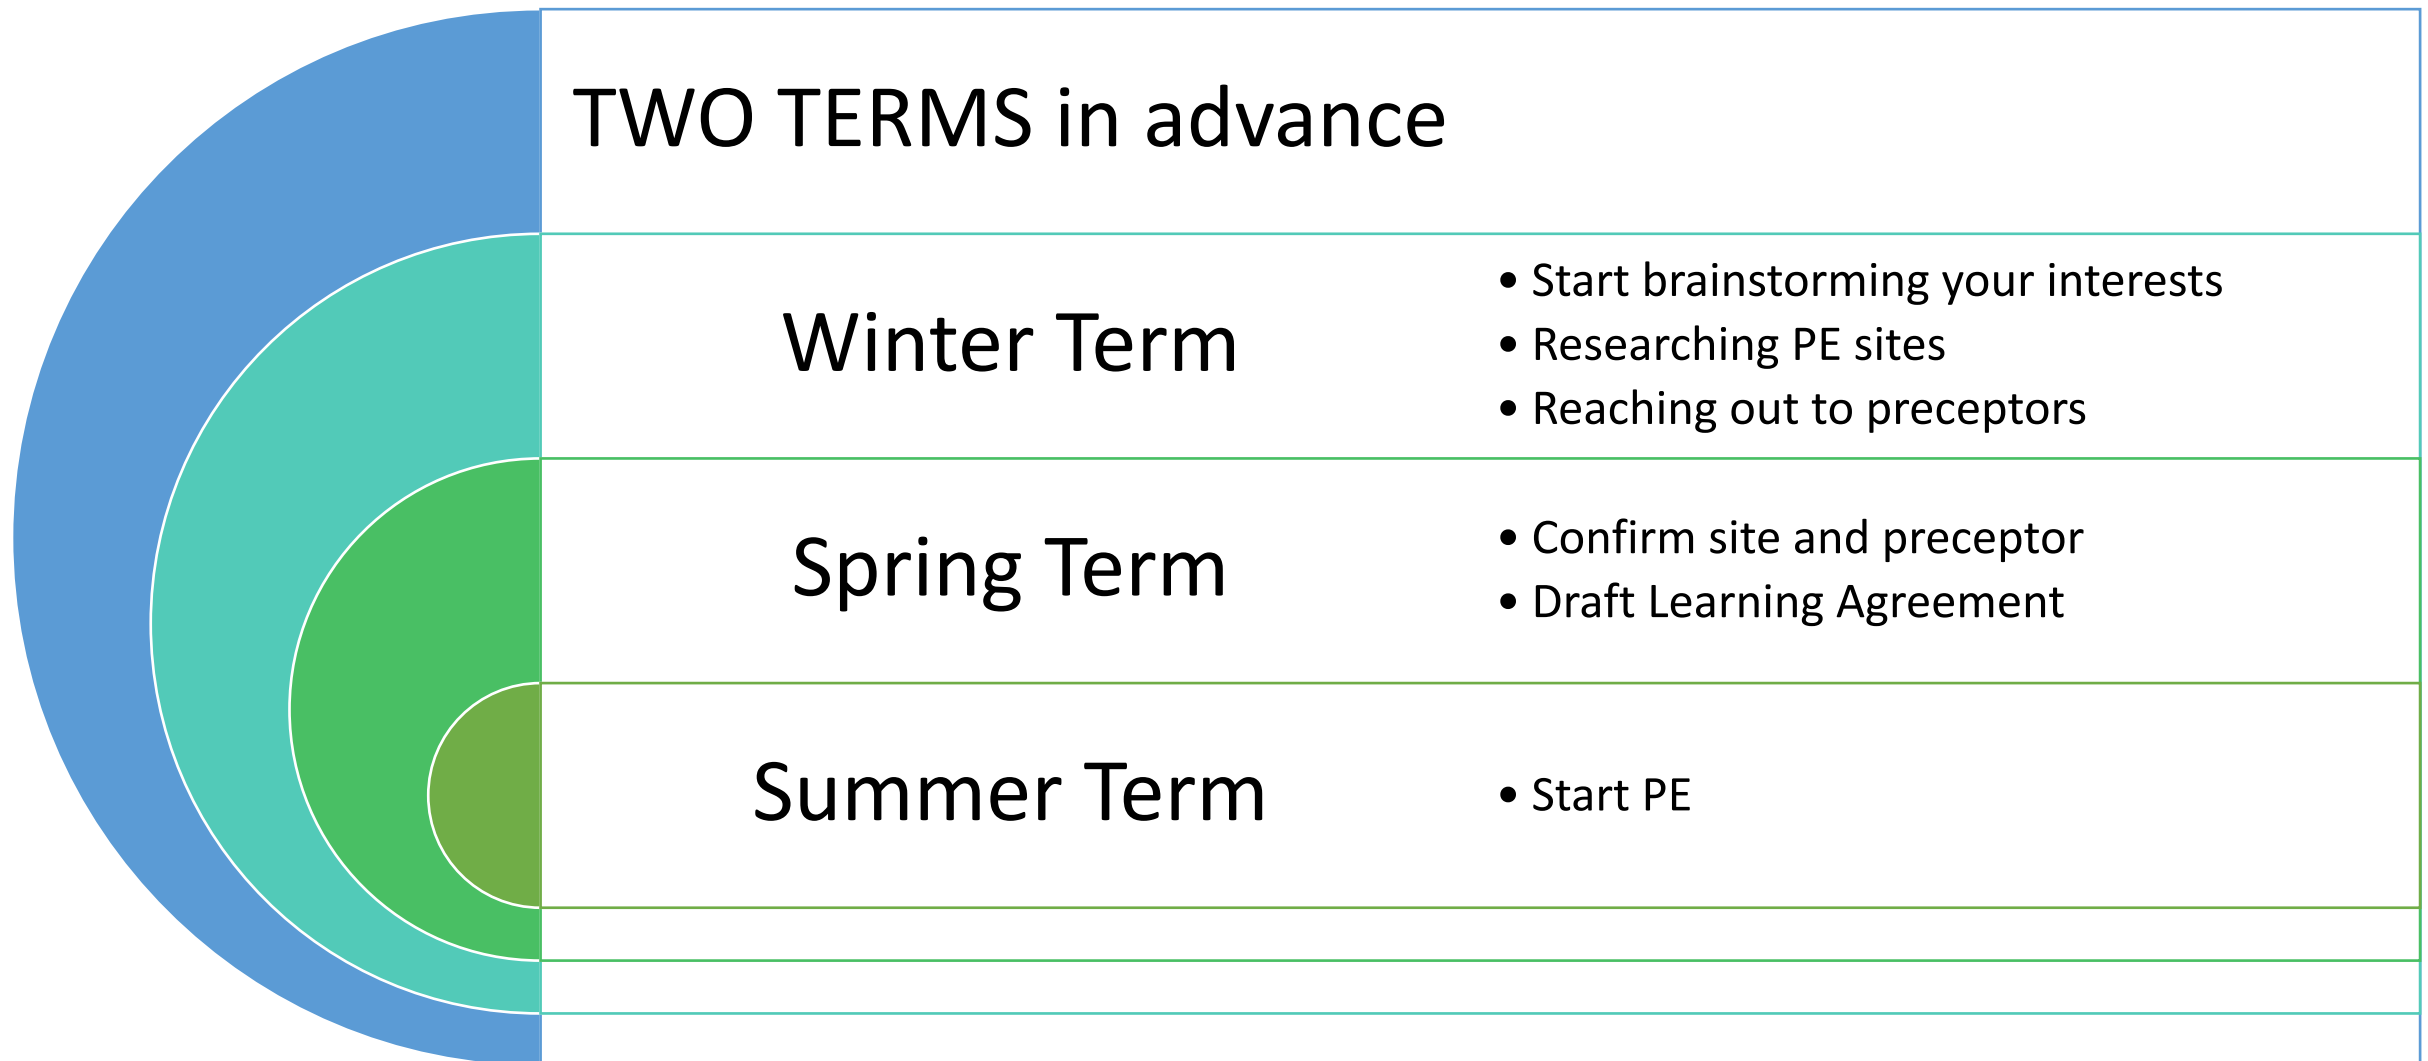 TWO TERMS in advance
Winter Term
• Start brainstorming your interests
• Researching PE sites
• Reaching out to preceptors
Spring Term
• Confirm site and preceptor
• Draft Learning Agreement
Summer Term
• Start PE